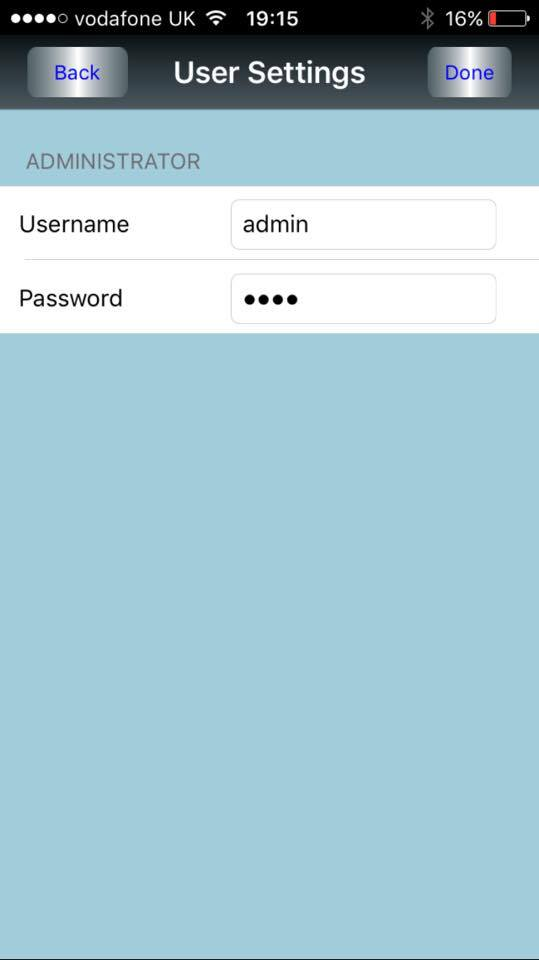 vodafone UK 19:15 16%
Back User Settings Done
ADMINISTRATOR
Username admin
Password ●●●●